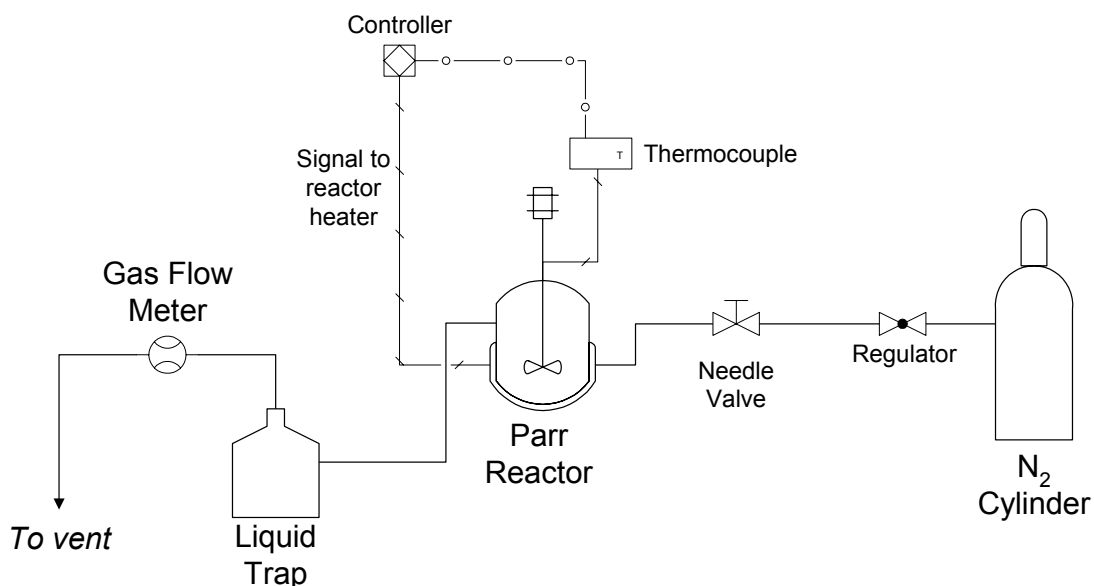 Controller
Signal to
reactor
heater
T
Thermocouple
Gas Flow
Meter
Needle
Valve
Regulator
Parr
Reactor
N₂
Cylinder
To vent
Liquid
Trap